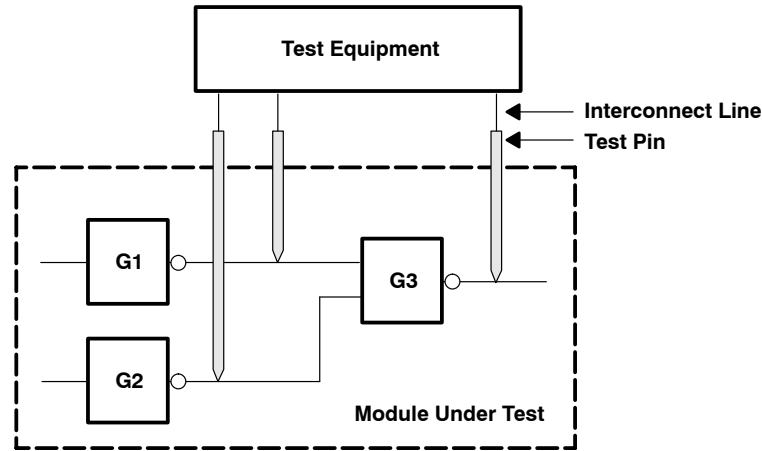 Test Equipment
Interconnect Line
Test Pin
G1
G3
G2
Module Under Test